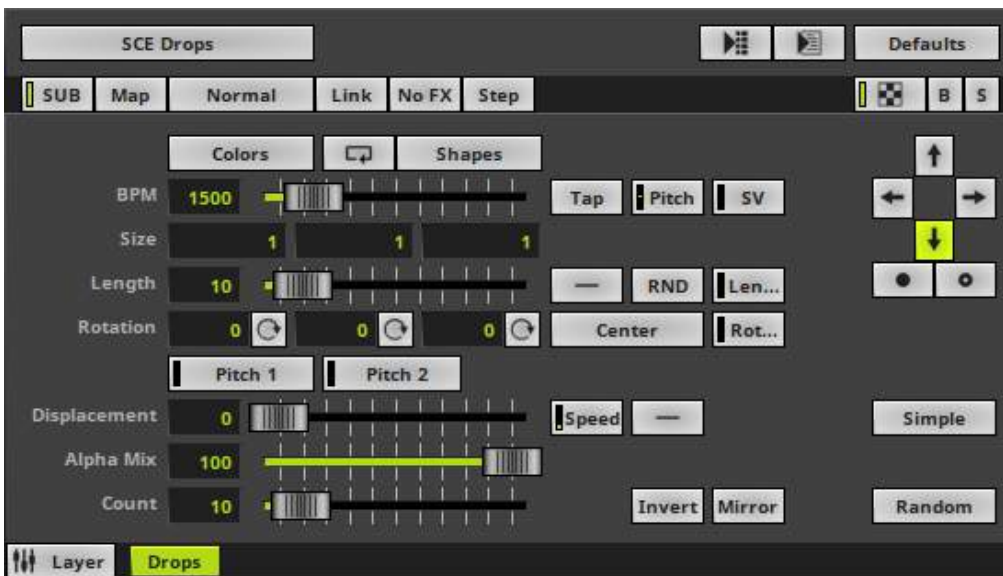 SCE Drops Defaults
SUB Map Normal Link No FX Step B S
Colors Shapes
BPM 1500 Tap Pitch SV
Size 1 1 1
Length 10 RND Len...
Rotation 0 0 0 Center Rot...
Pitch 1 Pitch 2
Displacement 0 Speed Simple
Alpha Mix 100
Count 10 Invert Mirror Random
Layer Drops